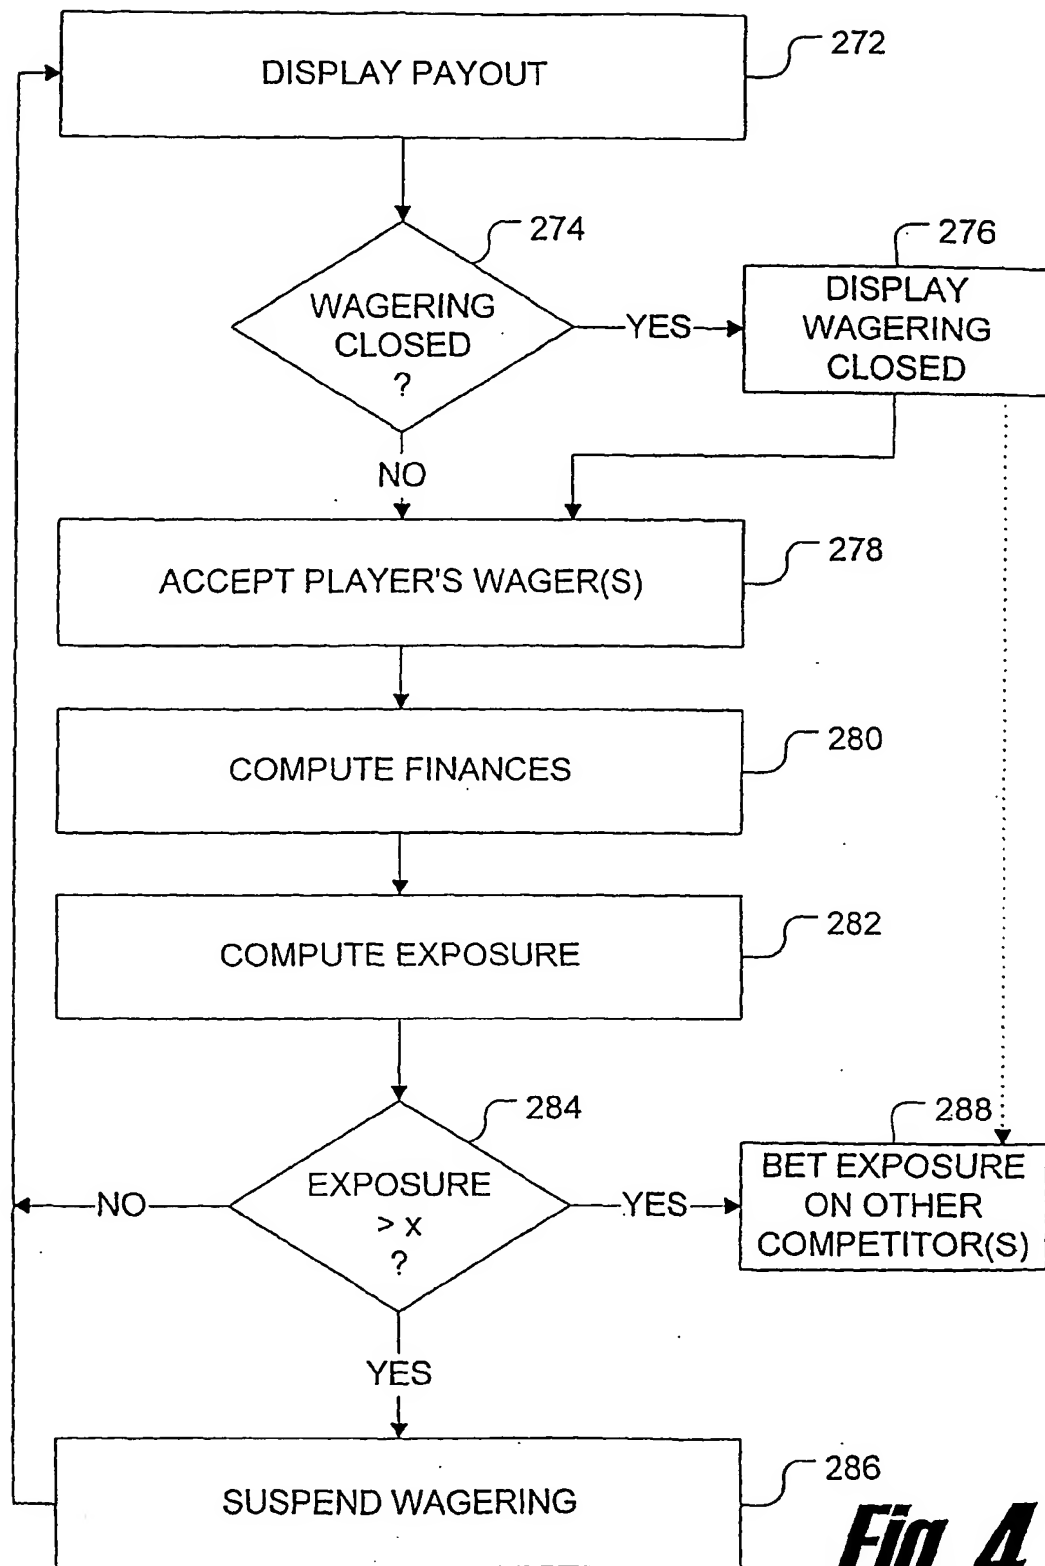 DISPLAY PAYOUT
272
WAGERING
CLOSED
?
274
YES
276
DISPLAY
WAGERING
CLOSED
NO
ACCEPT PLAYER'S WAGER(S)
278
COMPUTE FINANCES
280
COMPUTE EXPOSURE
282
EXPOSURE
> x
?
284
NO
YES
288
BET EXPOSURE
ON OTHER
COMPETITOR(S)
YES
SUSPEND WAGERING
286
Fig. 4